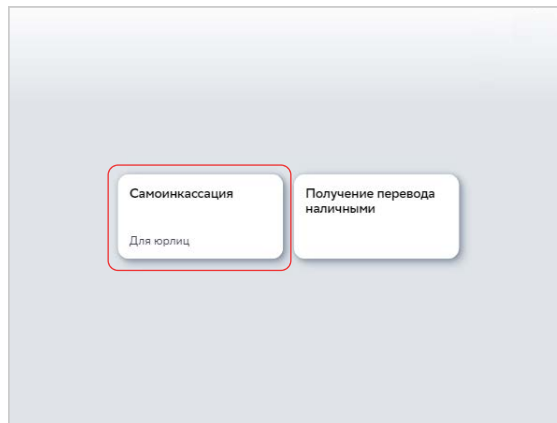 Самоинкассация
Для юрлиц
Получение перевода
наличными